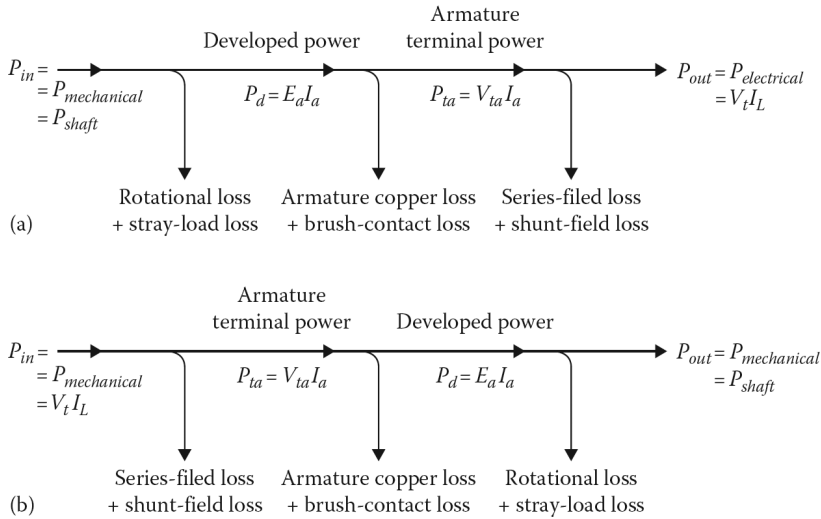 Armature
Developed power terminal power
P_in =
= P_mechanical
= P_shaft
P_d = E_a I_a P_ta = V_ta I_a
P_out = P_electrical
= V_t I_L
Rotational loss Armature copper loss Series-filed loss
+ stray-load loss + brush-contact loss + shunt-field loss
(a)
Armature
terminal power Developed power
P_in =
= P_mechanical
= V_t I_L
P_ta = V_ta I_a P_d = E_a I_a
P_out = P_mechanical
= P_shaft
Series-filed loss Armature copper loss Rotational loss
+ shunt-field loss + brush-contact loss + stray-load loss
(b)